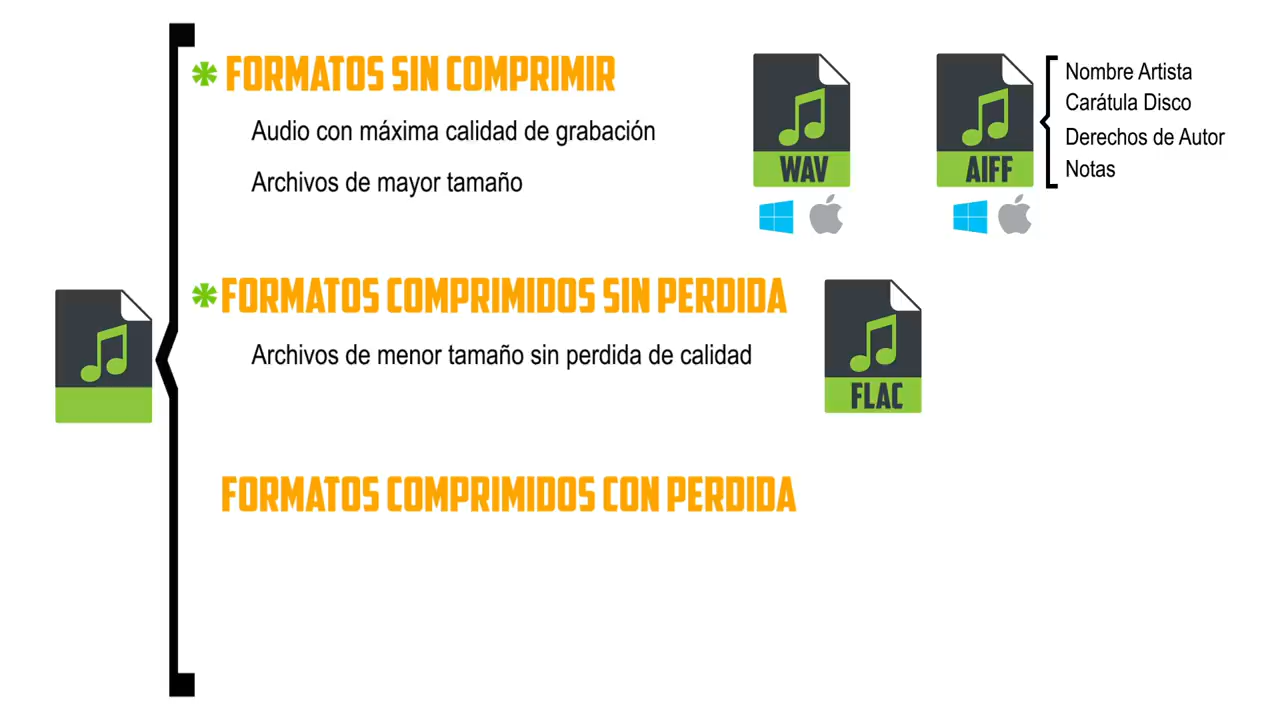 * FORMATOS SIN COMPRIMIR
Audio con máxima calidad de grabación
Archivos de mayor tamaño
WAV
AIFF
Nombre Artista
Carátula Disco
Derechos de Autor
Notas
* FORMATOS COMPRIMIDOS SIN PERDIDA
Archivos de menor tamaño sin perdida de calidad
FLAC
FORMATOS COMPRIMIDOS CON PERDIDA